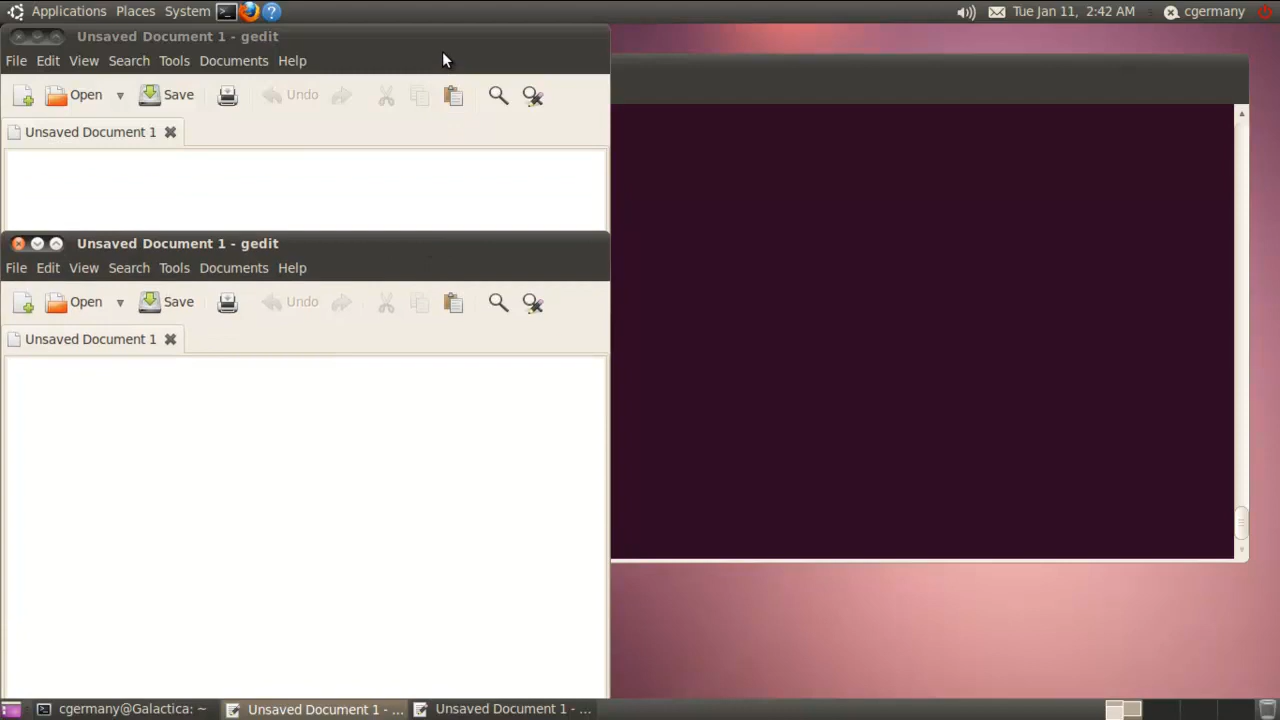 Applications Places System Tue Jan 11, 2:42 AM cgermany
Unsaved Document 1 - gedit
File Edit View Search Tools Documents Help
Open Save Undo
Unsaved Document 1
Unsaved Document 1 - gedit
File Edit View Search Tools Documents Help
Open Save Undo
Unsaved Document 1
cgermany@Galactica: ~ Unsaved Document 1 - ... Unsaved Document 1 - ...